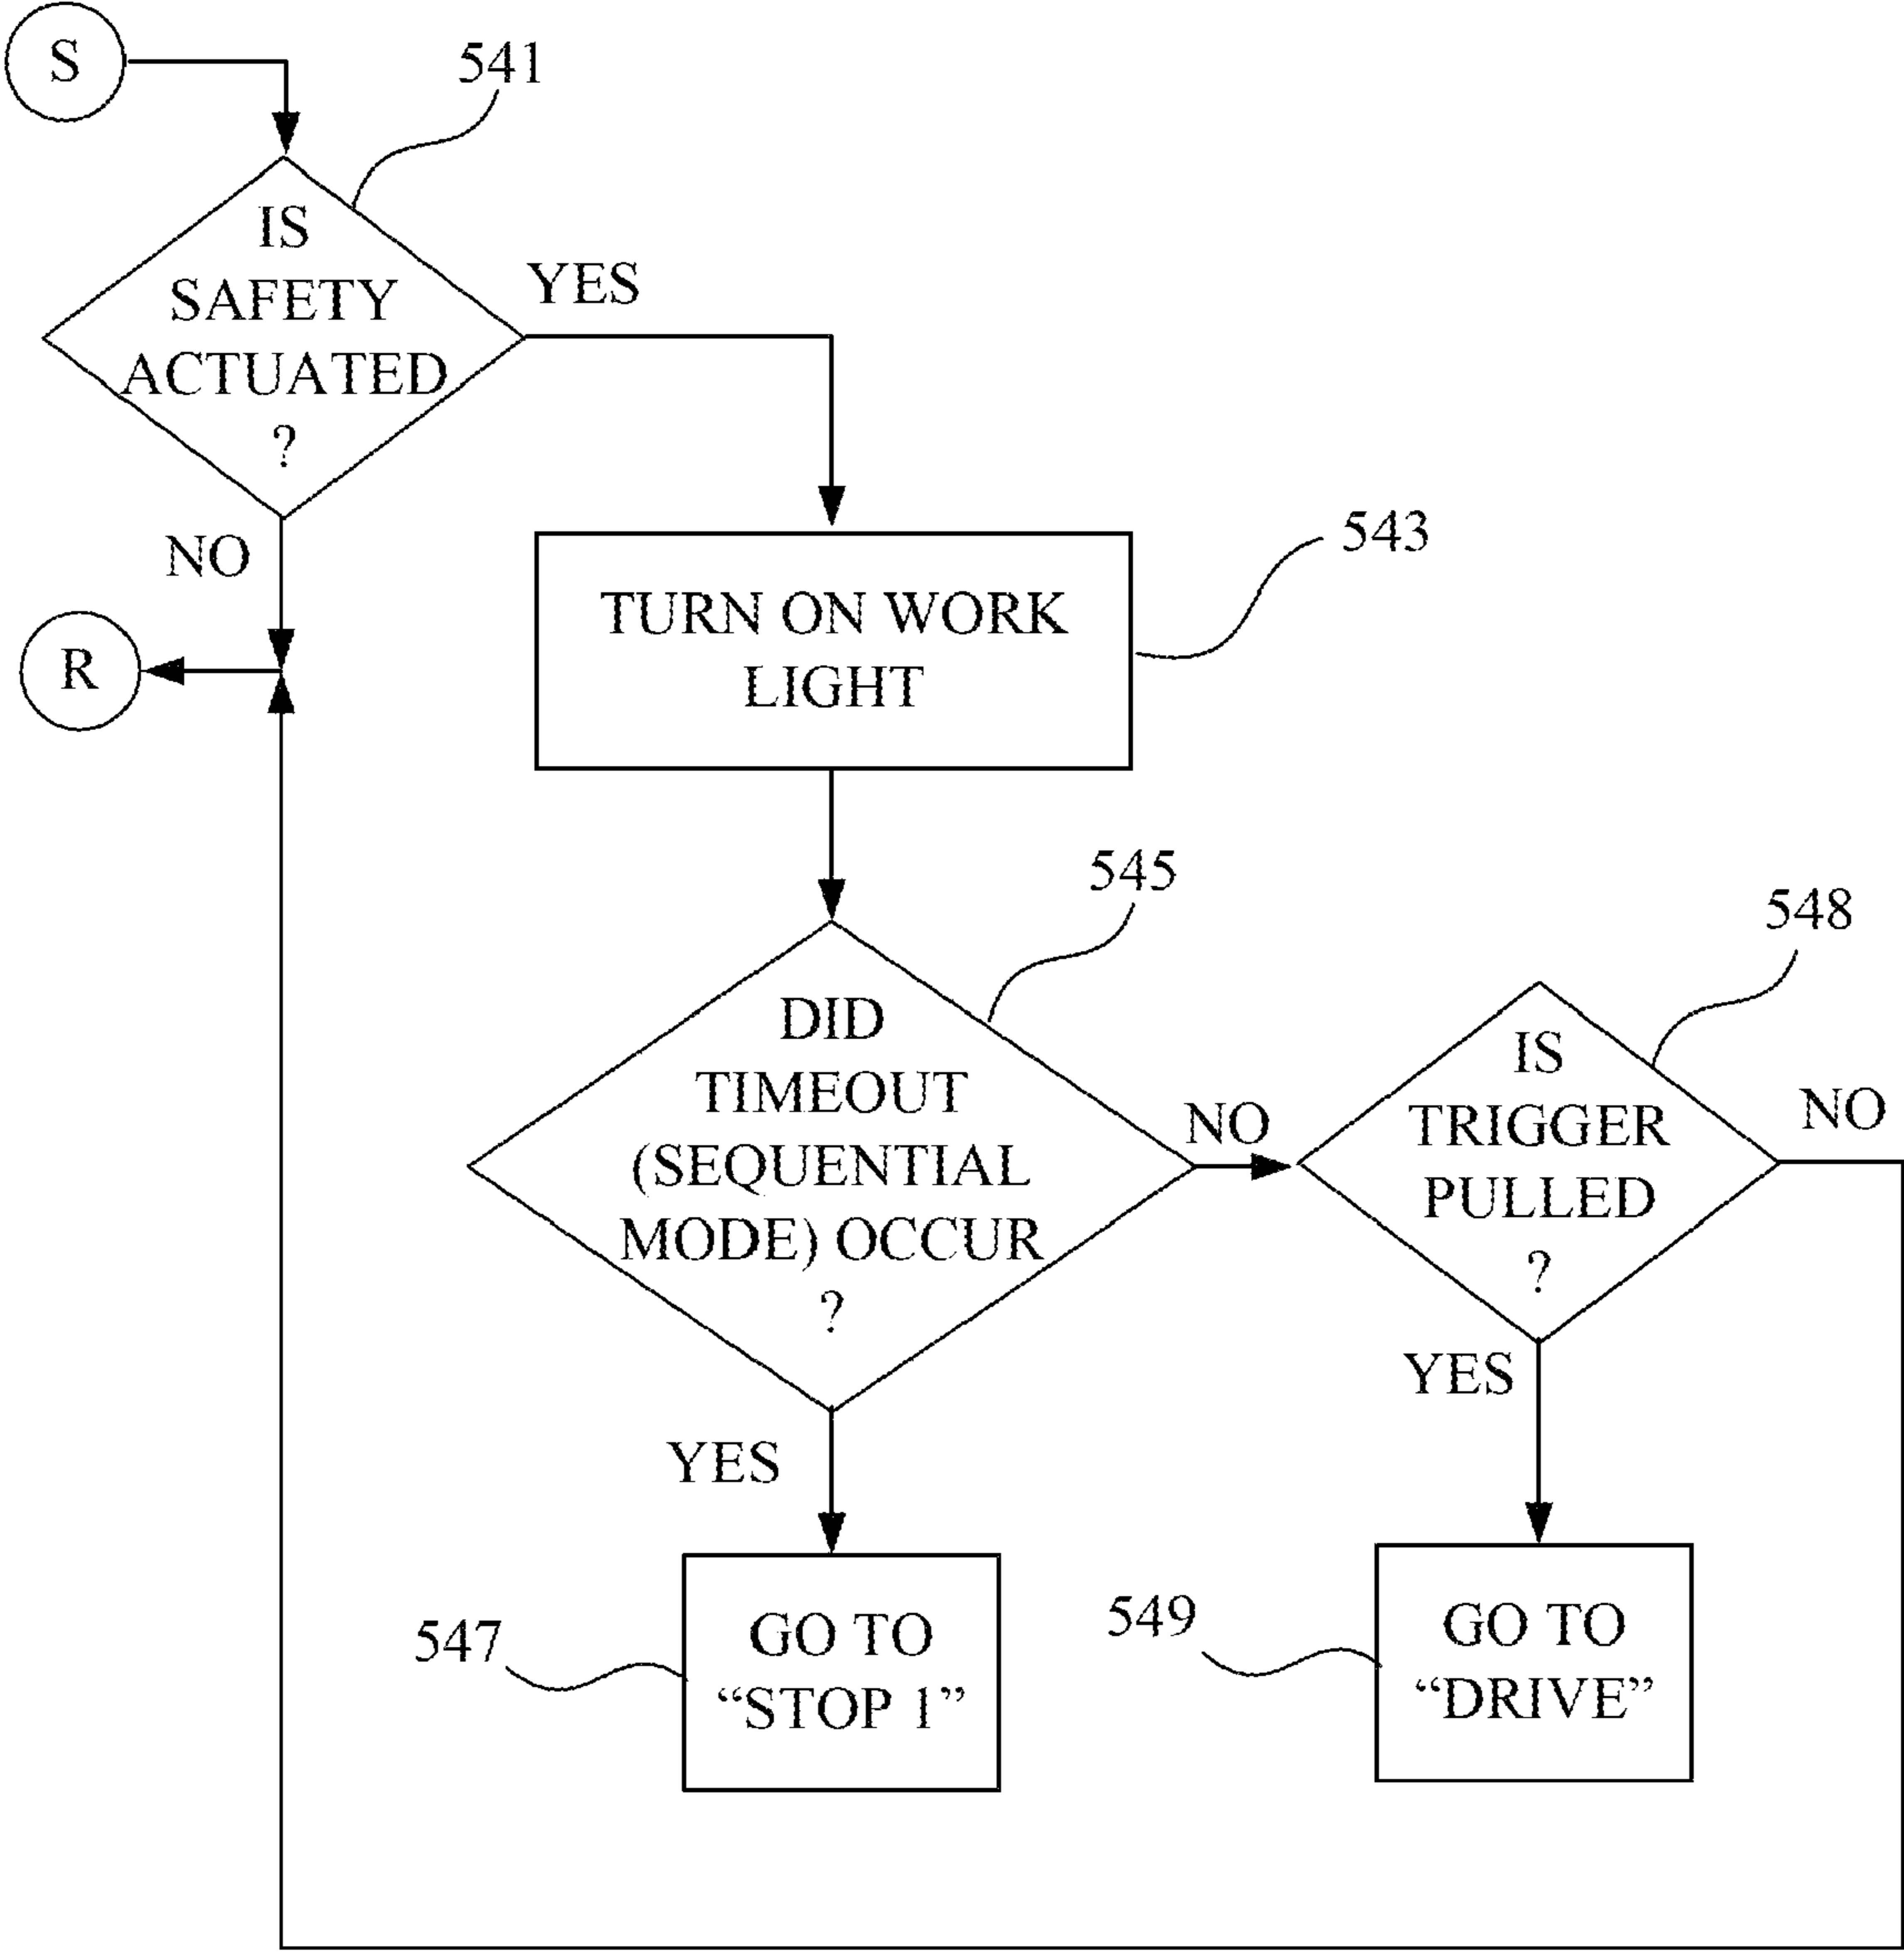 S
541
IS
SAFETY
ACTUATED
?
YES
NO
R
543
TURN ON WORK
LIGHT
545
DID
TIMEOUT
(SEQUENTIAL
MODE) OCCUR
?
NO
548
IS
TRIGGER
PULLED
?
NO
YES
YES
547
GO TO
“STOP 1”
549
GO TO
“DRIVE”